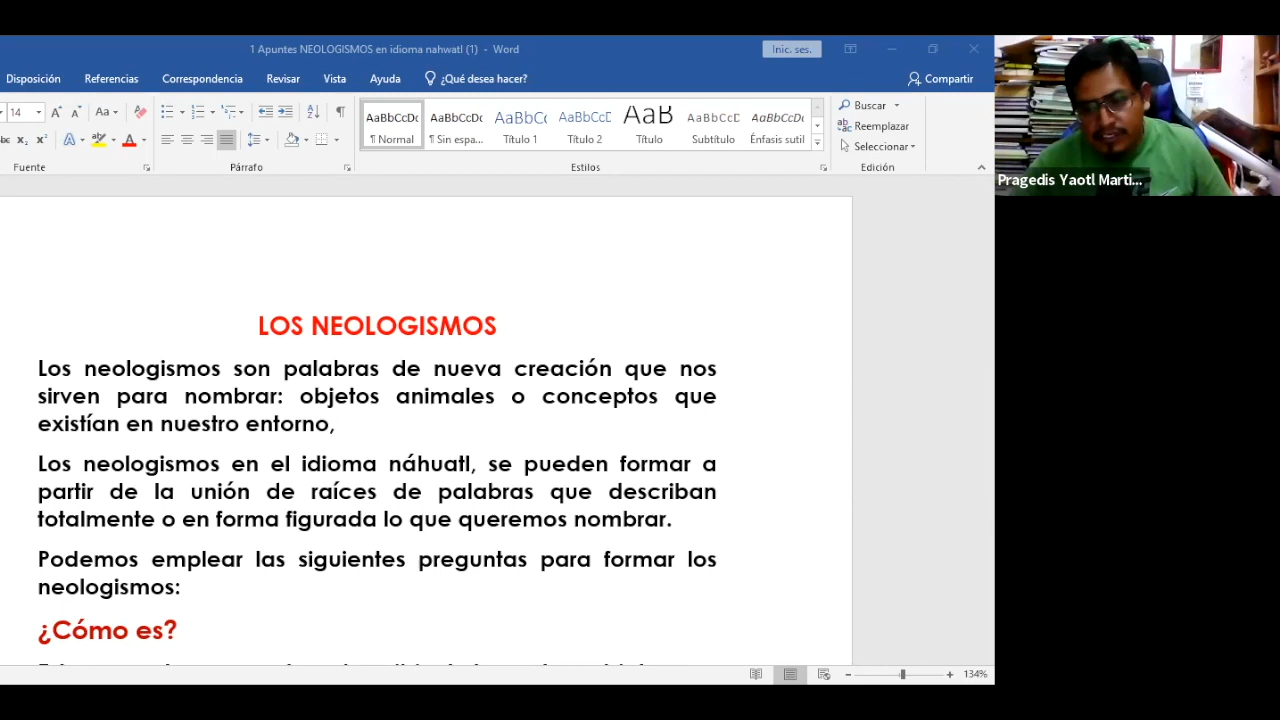 1 Apuntes NEOLOGISMOS en idioma nahwatl (1) - Word
Inic. ses.
Disposición Referencias Correspondencia Revisar Vista Ayuda ¿Qué desea hacer? Compartir
14 Aa AaBbCcDc AaBbCcDc AaBbCc AaBbCcD AaB AaBbCcD AaBbCcDc Buscar
Reemplazar
¶ Normal ¶ Sin espa... Título 1 Título 2 Título Subtítulo Énfasis sutil Seleccionar
Fuente Párrafo Estilos Edición
Pragedis Yaotl Marti...
LOS NEOLOGISMOS
Los neologismos son palabras de nueva creación que nos
sirven para nombrar: objetos animales o conceptos que
existían en nuestro entorno,
Los neologismos en el idioma náhuatl, se pueden formar a
partir de la unión de raíces de palabras que describan
totalmente o en forma figurada lo que queremos nombrar.
Podemos emplear las siguientes preguntas para formar los
neologismos:
¿Cómo es?
134%